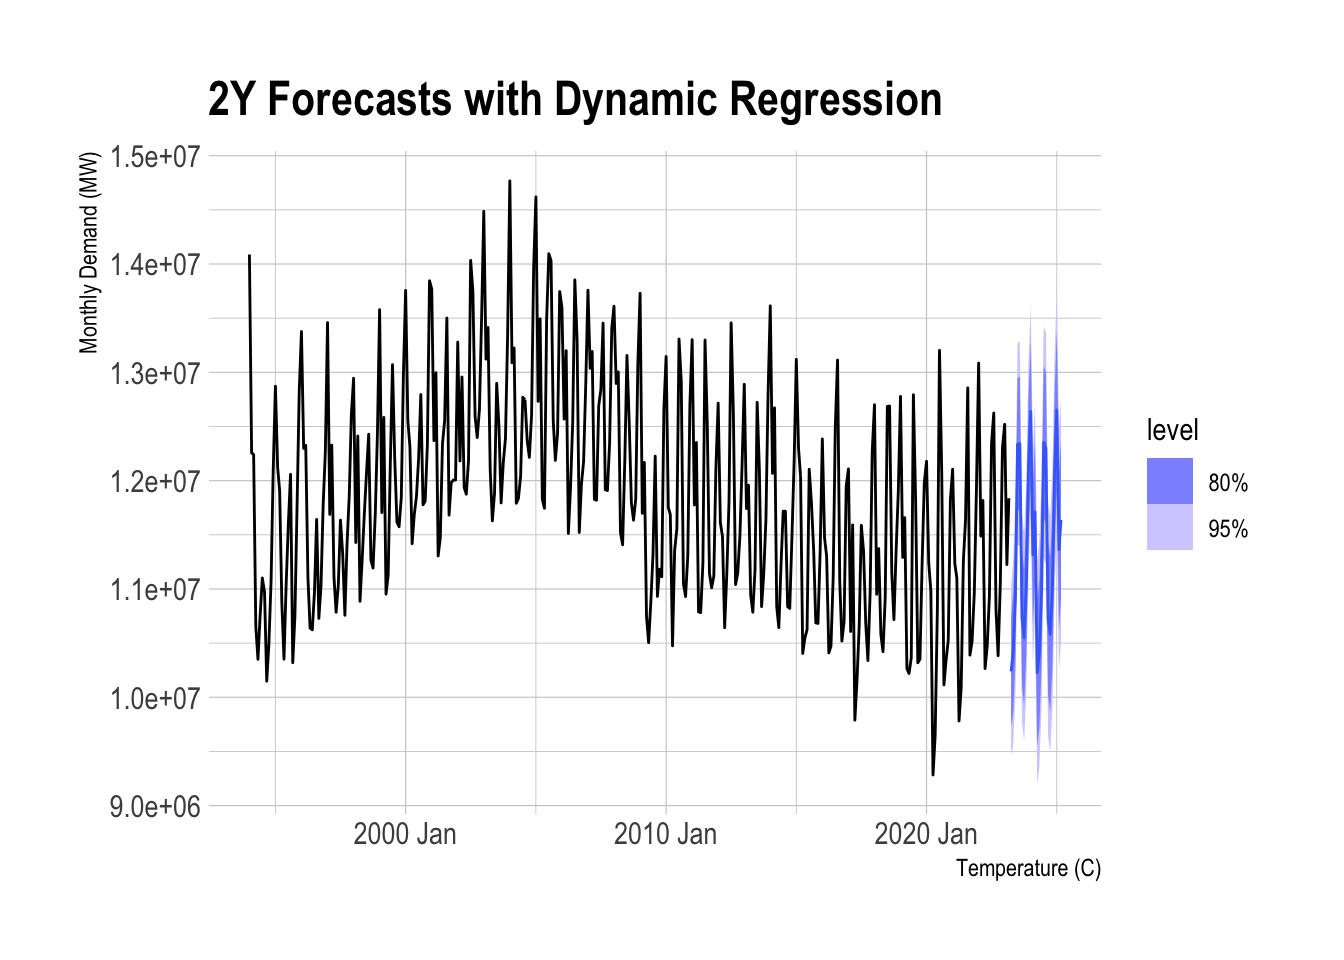 2Y Forecasts with Dynamic Regression
Monthly Demand (MW)
1.5e+07
1.4e+07
1.3e+07
1.2e+07
1.1e+07
1.0e+07
9.0e+06
2000 Jan
2010 Jan
2020 Jan
Temperature (C)
level
80%
95%